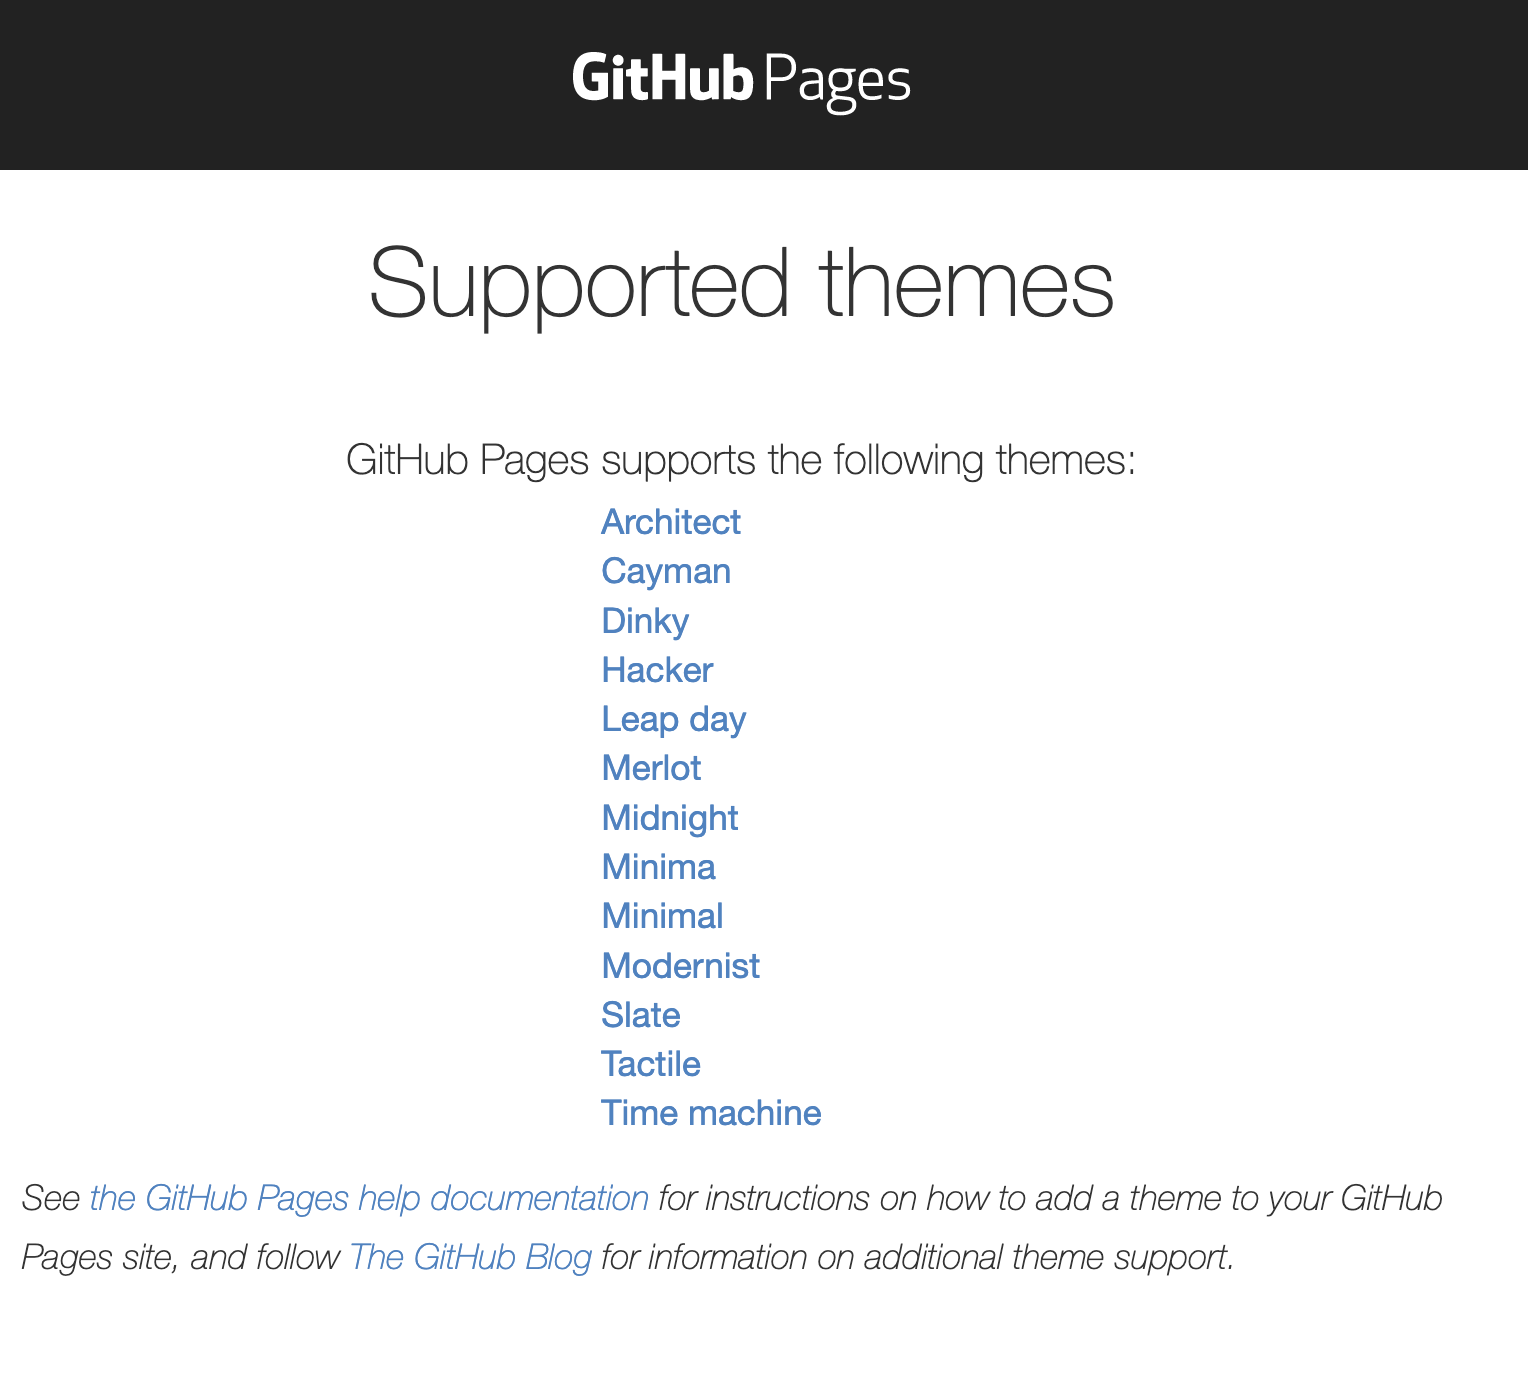 GitHub Pages
Supported themes
GitHub Pages supports the following themes:
Architect
Cayman
Dinky
Hacker
Leap day
Merlot
Midnight
Minima
Minimal
Modernist
Slate
Tactile
Time machine
See the GitHub Pages help documentation for instructions on how to add a theme to your GitHub
Pages site, and follow The GitHub Blog for information on additional theme support.